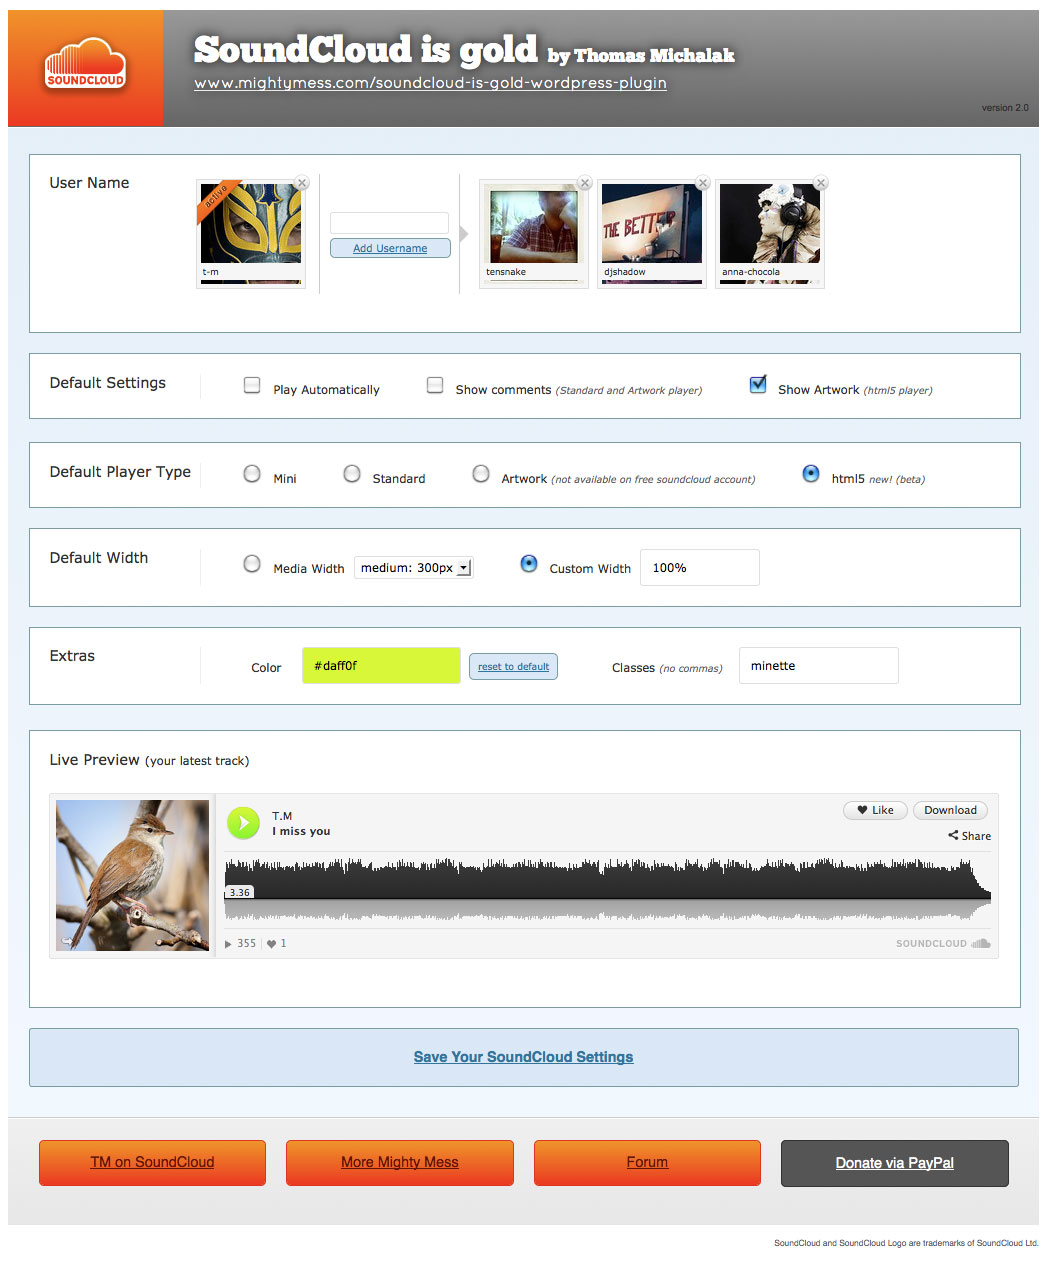 SOUNDCLOUD
SoundCloud is gold by Thomas Michalak
www.mightymess.com/soundcloud-is-gold-wordpress-plugin
version 2.0
User Name
active
t-m
Add Username
tensnake
THE BETTER
djshadow
anna-chocola
Default Settings
Play Automatically
Show comments (Standard and Artwork player)
Show Artwork (html5 player)
Default Player Type
Mini
Standard
Artwork (not available on free soundcloud account)
html5 new! (beta)
Default Width
Media Width
medium: 300px
Custom Width
100%
Extras
Color
#daff0f
reset to default
Classes (no commas)
minette
Live Preview (your latest track)
T.M
I miss you
Like
Download
Share
3.36
355
1
SOUNDCLOUD
Save Your SoundCloud Settings
TM on SoundCloud
More Mighty Mess
Forum
Donate via PayPal
SoundCloud and SoundCloud Logo are trademarks of SoundCloud Ltd.